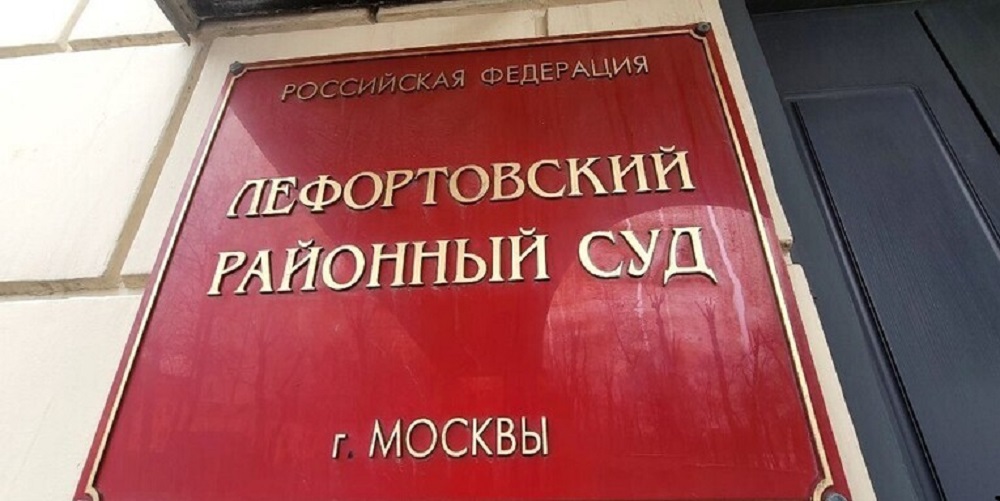 РОССИЙСКАЯ ФЕДЕРАЦИЯ
ЛЕФОРТОВСКИЙ
РАЙОННЫЙ СУД
г. МОСКВЫ